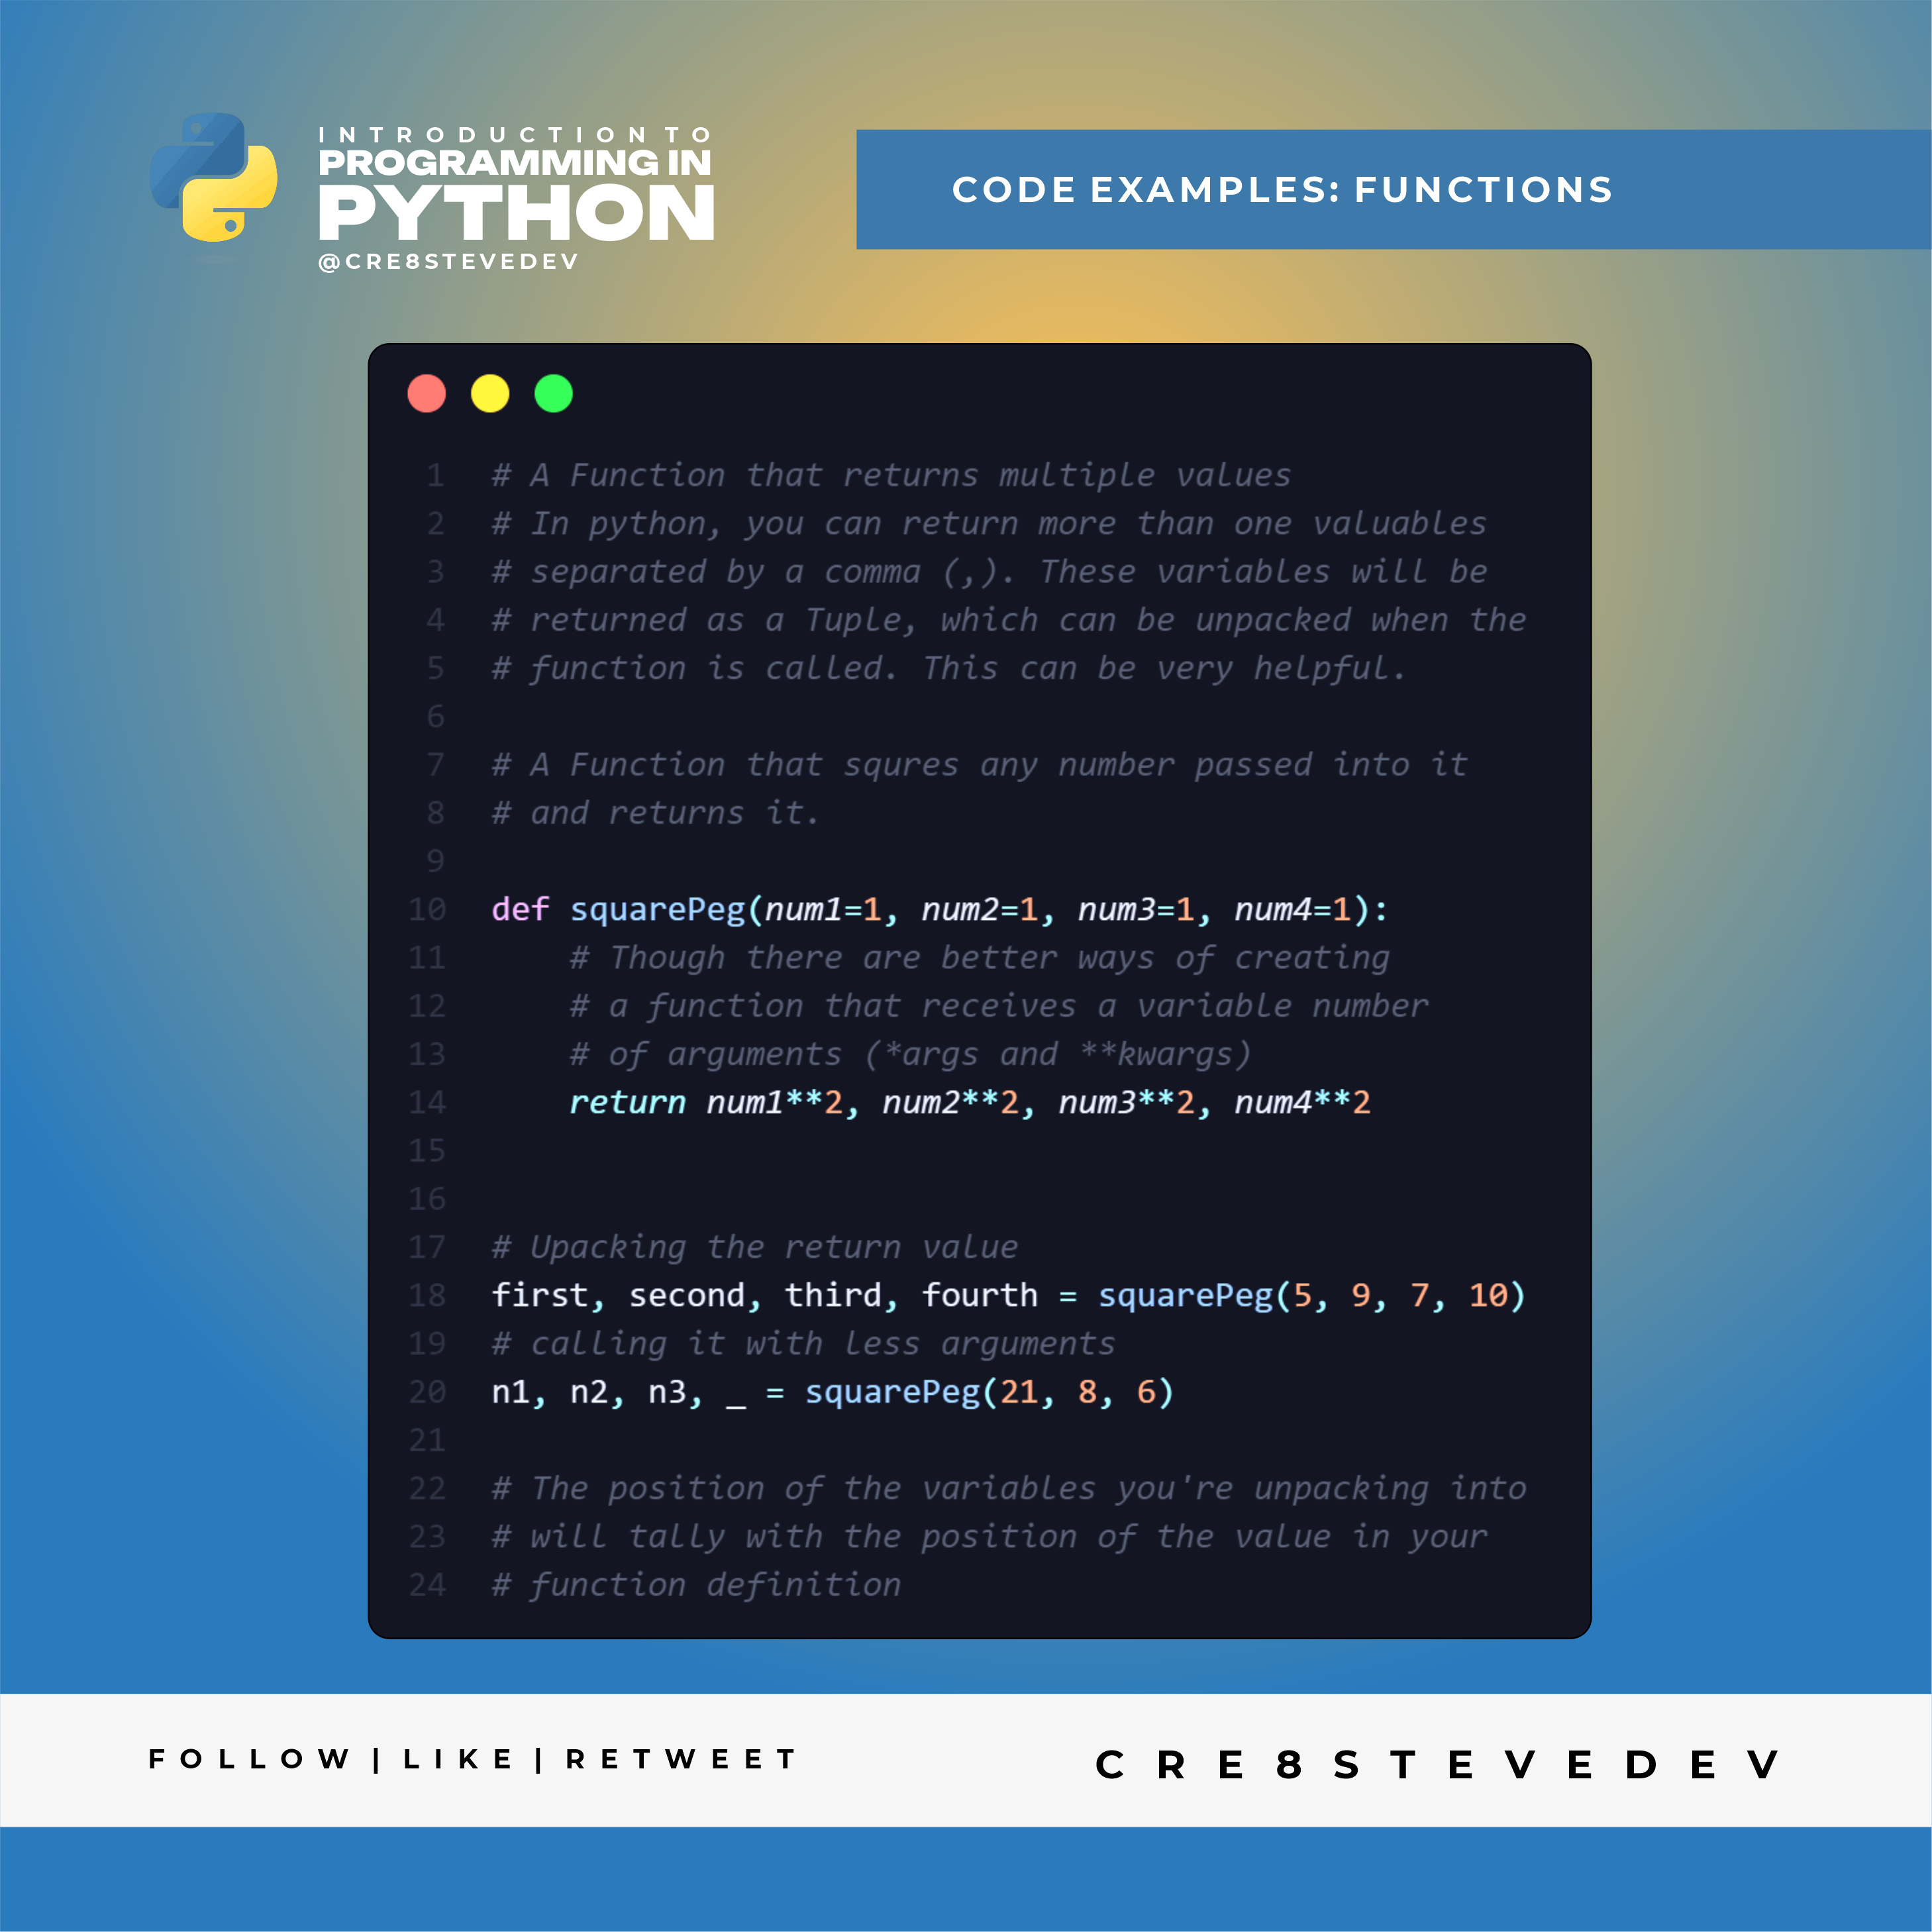 INTRODUCTION TO
PROGRAMMING IN
PYTHON
@CRE8STEVEDEV
CODE EXAMPLES: FUNCTIONS
1 # A Function that returns multiple values
2 # In python, you can return more than one valuables
3 # separated by a comma (,). These variables will be
4 # returned as a Tuple, which can be unpacked when the
5 # function is called. This can be very helpful.
6
7 # A Function that squres any number passed into it
8 # and returns it.
9
10 def squarePeg(num1=1, num2=1, num3=1, num4=1):
11     # Though there are better ways of creating
12     # a function that receives a variable number
13     # of arguments (*args and **kwargs)
14     return num1**2, num2**2, num3**2, num4**2
15
16
17 # Upacking the return value
18 first, second, third, fourth = squarePeg(5, 9, 7, 10)
19 # calling it with less arguments
20 n1, n2, n3, _ = squarePeg(21, 8, 6)
21
22 # The position of the variables you're unpacking into
23 # will tally with the position of the value in your
24 # function definition
FOLLOW | LIKE | RETWEET
CRE8STEVEDEV